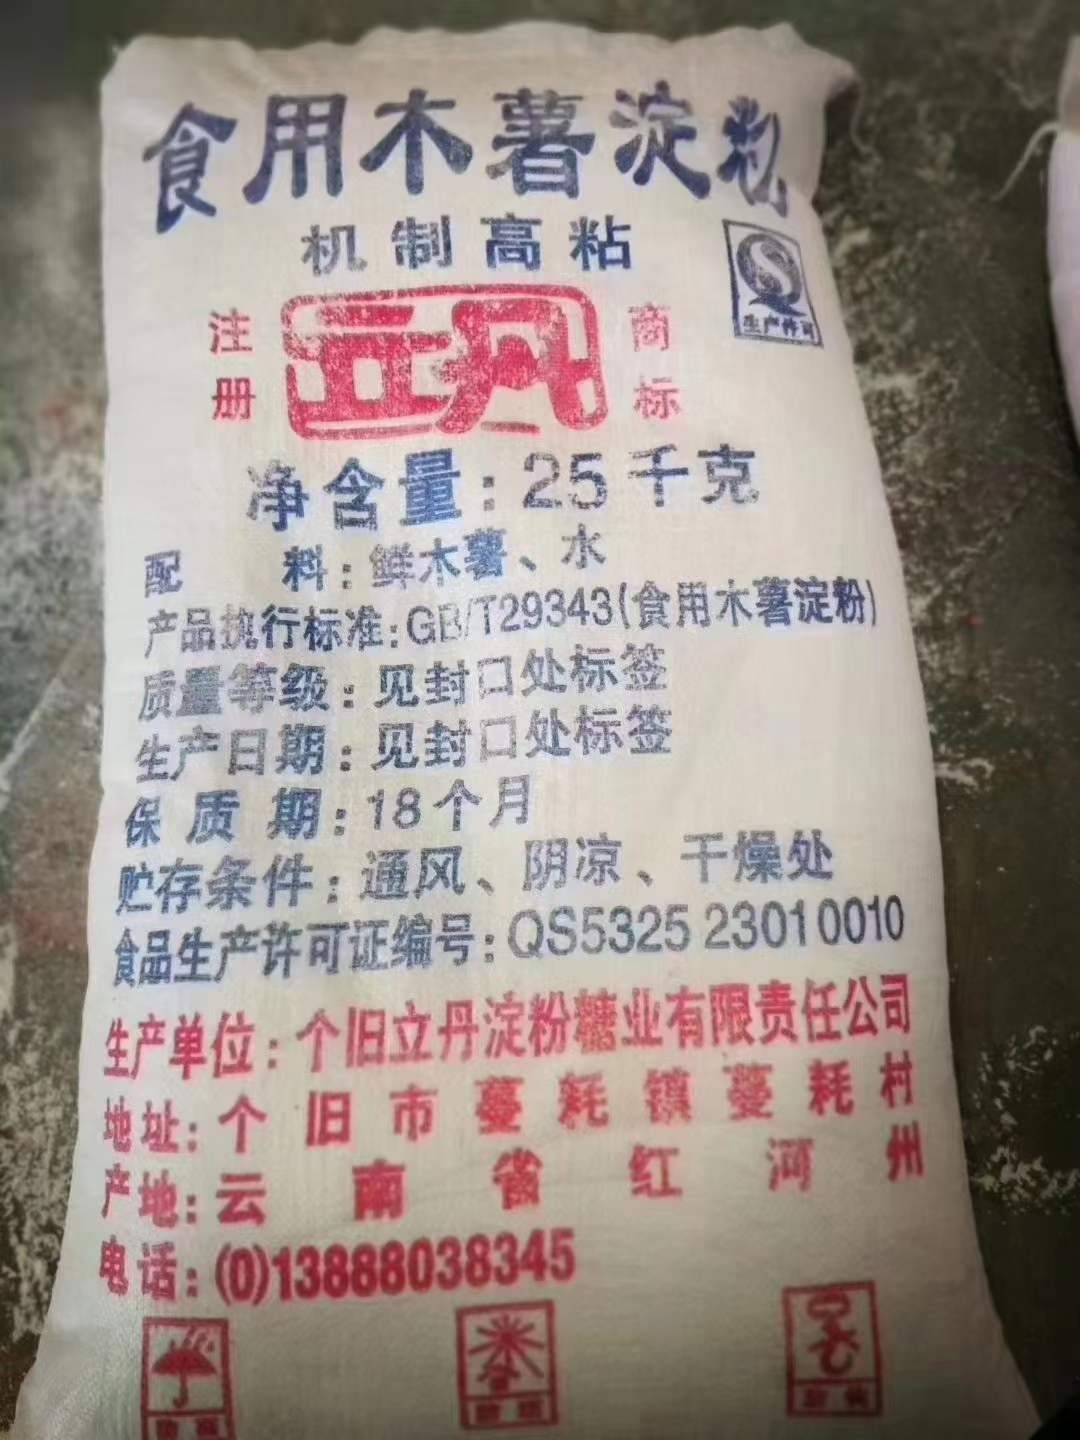 食用木薯淀粉
机制高粘
生产许可
注册
立丹
商标
净含量：25千克
配 料：鲜木薯、水
产品执行标准：GB/T29343（食用木薯淀粉）
质量等级：见封口处标签
生产日期：见封口处标签
保质期：18个月
贮存条件：通风、阴凉、干燥处
食品生产许可证编号：QS5325 2301 0010
生产单位：个旧立丹淀粉糖业有限责任公司
地址：个旧市蔓耗镇蔓耗村
产地：云南省红河州
电话：(0)13888038345